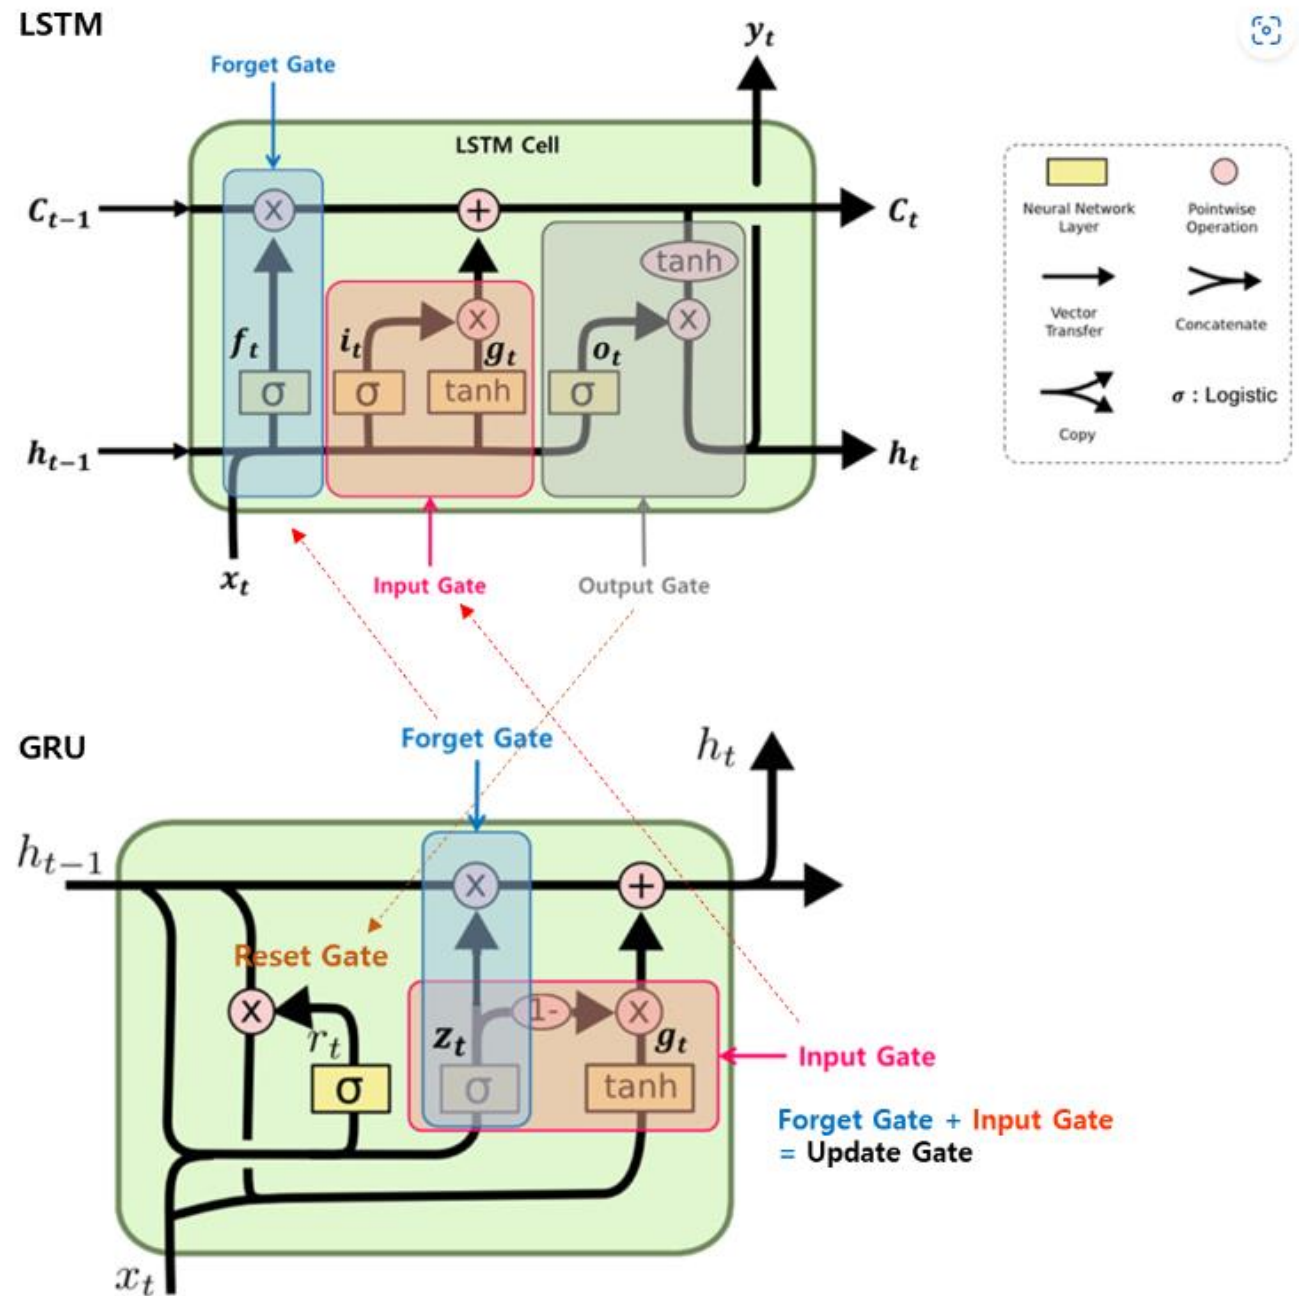 LSTM
y_t
Forget Gate
LSTM Cell
C_{t-1}
×
+
C_t
tanh
f_t
i_t
×
g_t
o_t
×
σ
σ
tanh
σ
h_{t-1}
h_t
x_t
Input Gate
Output Gate
Neural Network
Layer
Pointwise
Operation
Vector
Transfer
Concatenate
Copy
σ : Logistic
GRU
Forget Gate
h_t
h_{t-1}
×
+
Reset Gate
×
r_t
z_t
1-
×
g_t
σ
σ
tanh
Input Gate
Forget Gate + Input Gate
= Update Gate
x_t